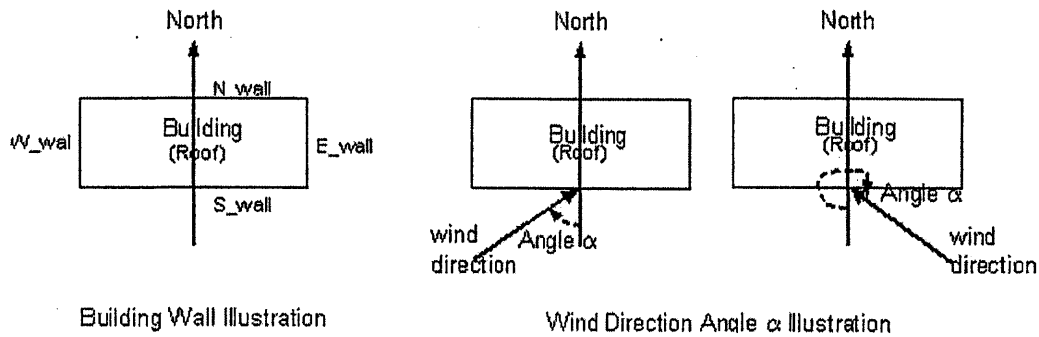 North
N_wall
W_wal
Building
(Roof)
E_wall
S_wall
Building Wall Illustration
North
Building
(Roof)
wind
direction
Angle α
North
Building
(Roof)
Angle α
wind
direction
Wind Direction Angle α Illustration